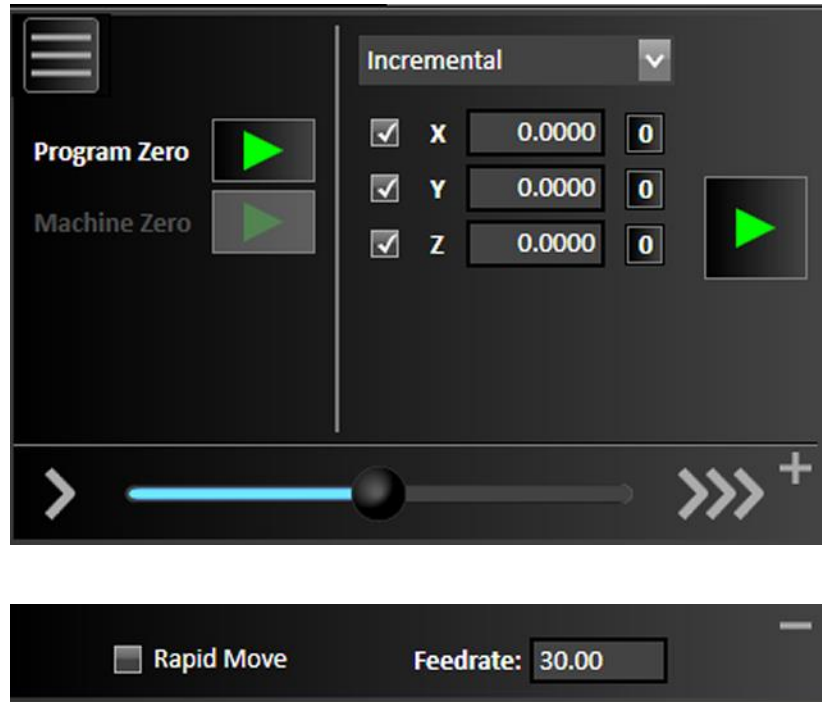 Incremental
Program Zero
Machine Zero
X 0.0000 0
Y 0.0000 0
Z 0.0000 0
Rapid Move Feedrate: 30.00